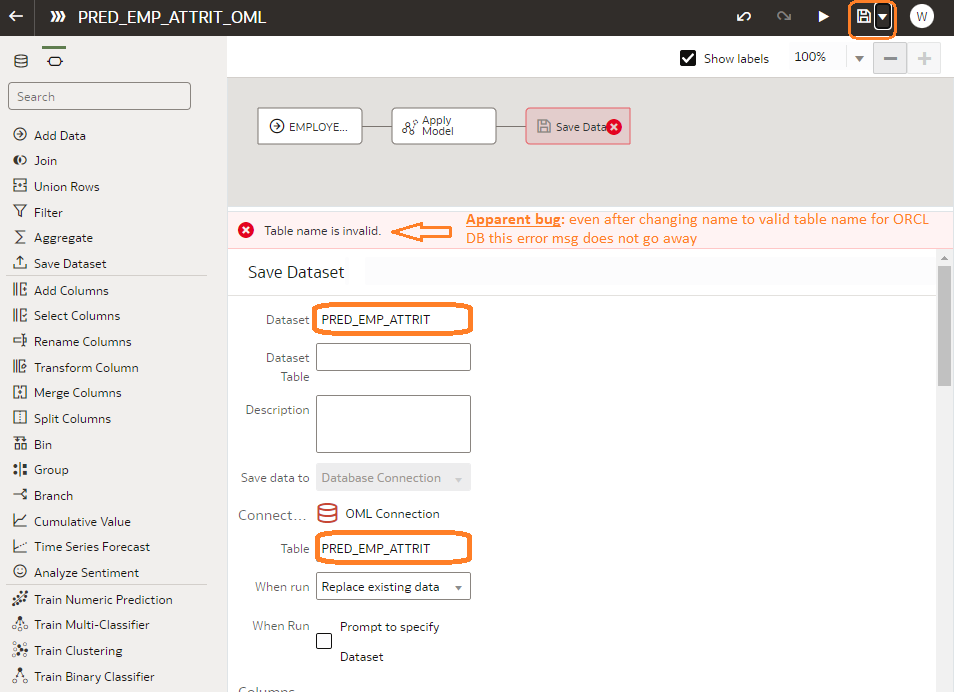 PRED_EMP_ATTRIT_OML
W
Search
Show labels
100%
Add Data
Join
Union Rows
Filter
Aggregate
Save Dataset
Add Columns
Select Columns
Rename Columns
Transform Column
Merge Columns
Split Columns
Bin
Group
Branch
Cumulative Value
Time Series Forecast
Analyze Sentiment
Train Numeric Prediction
Train Multi-Classifier
Train Clustering
Train Binary Classifier
EMPLOYE...
Apply
Model
Save Data
Table name is invalid.
Apparent bug: even after changing name to valid table name for ORCL
DB this error msg does not go away
Save Dataset
Dataset PRED_EMP_ATTRIT
Dataset
Table
Description
Save data to Database Connection
Connect... OML Connection
Table PRED_EMP_ATTRIT
When run Replace existing data
When Run Prompt to specify
Dataset
Columns